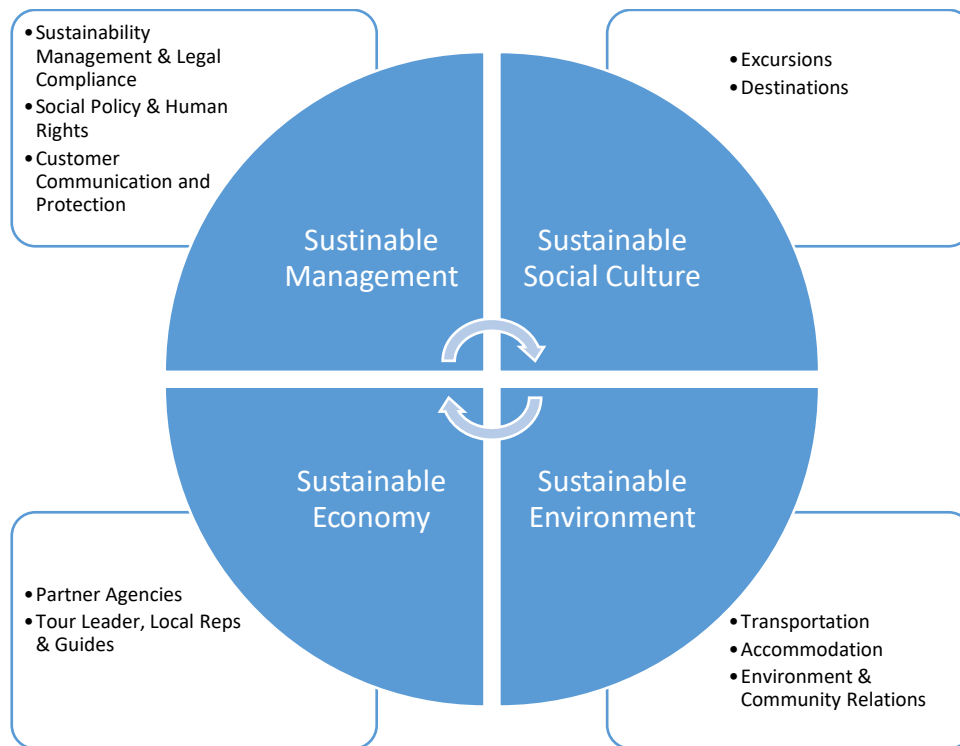 •Sustainability
Management & Legal
Compliance
•Social Policy & Human
Rights
•Customer
Communication and
Protection
•Excursions
•Destinations
Sustinable
Management
Sustainable
Social Culture
Sustainable
Economy
Sustainable
Environment
•Partner Agencies
•Tour Leader, Local Reps
& Guides
•Transportation
•Accommodation
•Environment &
Community Relations